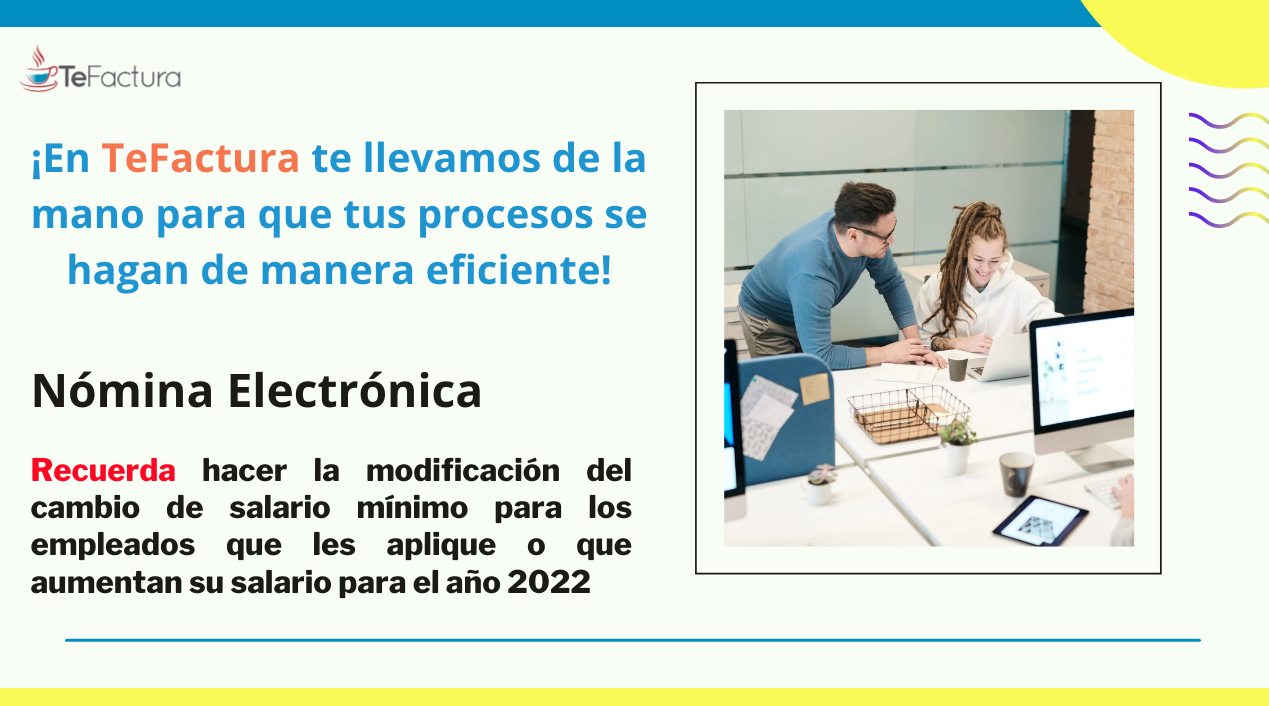 TeFactura
¡En TeFactura te llevamos de la
mano para que tus procesos se
hagan de manera eficiente!
Nómina Electrónica
Recuerda hacer la modificación del
cambio de salario mínimo para los
empleados que les aplique o que
aumentan su salario para el año 2022